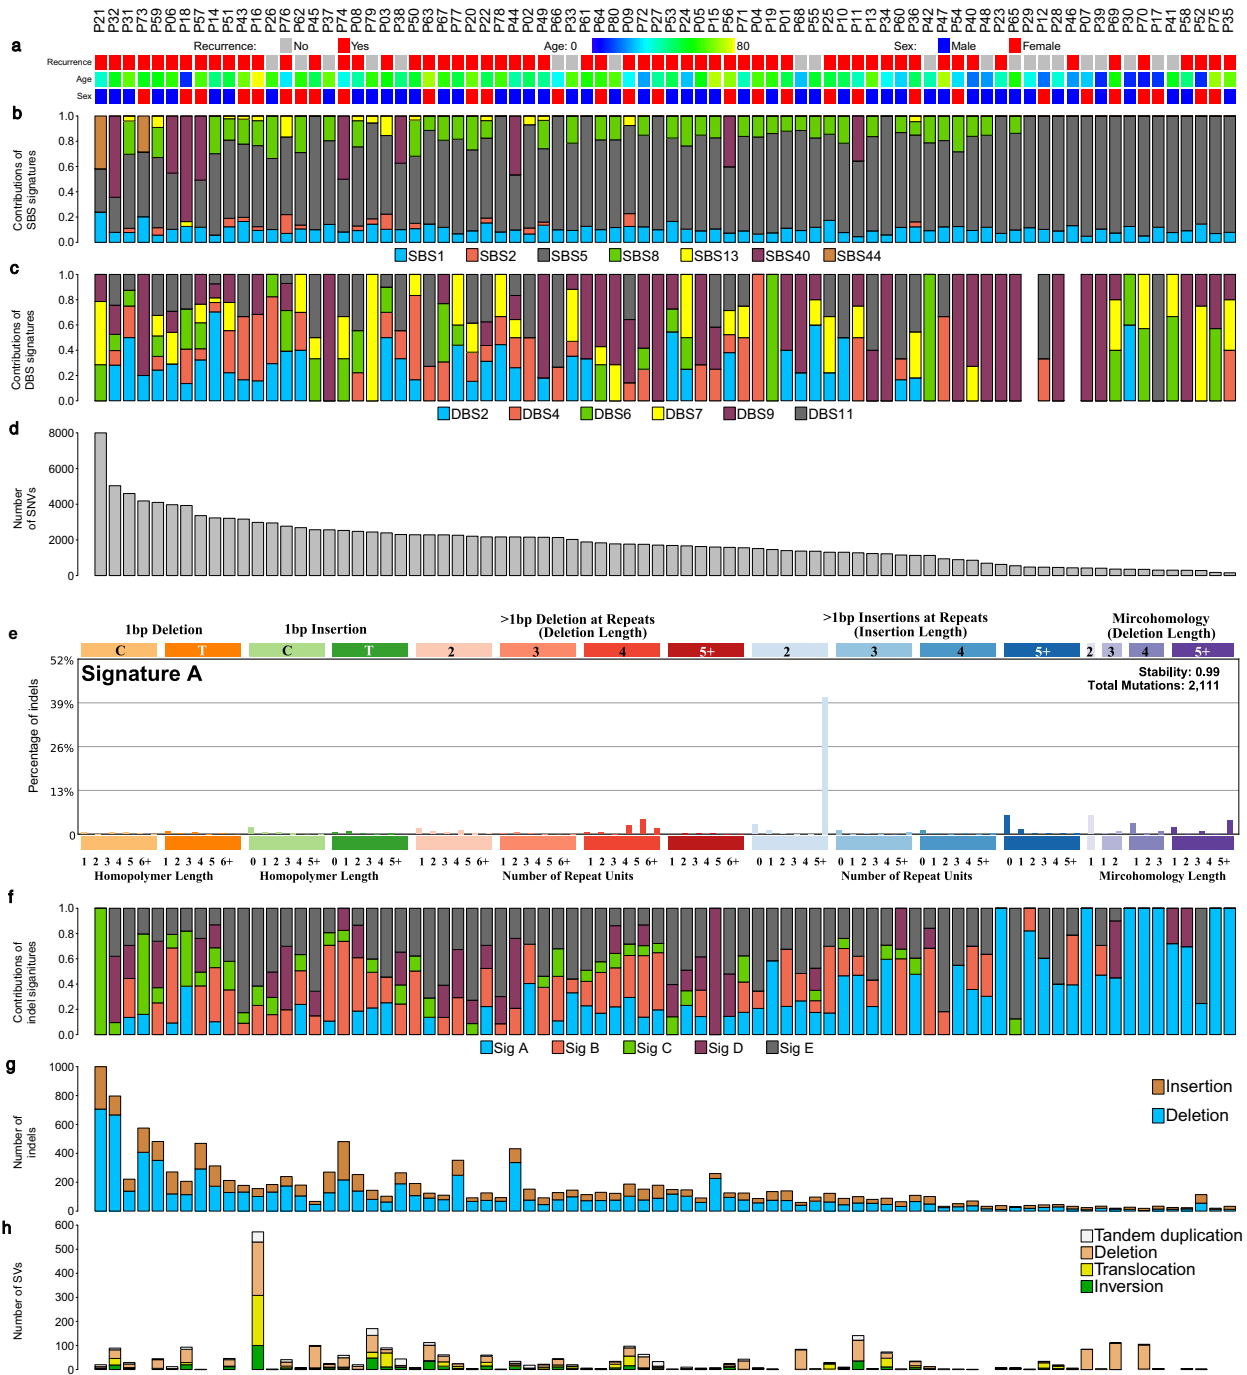 P21 P32 P31 P73 P59 P06 P18 P57 P14 P51 P43 P16 P26 P76 P62 P45 P37 P74 P08 P79 P03 P38 P50 P63 P67 P77 P20 P22 P78 P44 P02 P49 P66 P33 P61 P64 P80 P09 P72 P27 P53 P24 P05 P15 P56 P71 P04 P19 P01 P68 P55 P25 P10 P11 P13 P34 P60 P36 P42 P47 P54 P40 P48 P23 P65 P29 P12 P28 P46 P07 P39 P69 P30 P70 P17 P41 P58 P52 P75 P35
a Recurrence: No Yes Age: 0 80 Sex: Male Female
Recurrence
Age
Sex
b
Contributions of
SBS signatures
1.0
0.8
0.6
0.4
0.2
0.0
SBS1 SBS2 SBS5 SBS8 SBS13 SBS40 SBS44
c
Contributions of
DBS signatures
1.0
0.8
0.6
0.4
0.2
0.0
DBS2 DBS4 DBS6 DBS7 DBS9 DBS11
d
Number
of SNVs
8000
6000
4000
2000
0
e
1bp Deletion 1bp Insertion >1bp Deletion at Repeats >1bp Insertions at Repeats Mircohomology
(Deletion Length) (Insertion Length) (Deletion Length)
C T C T 2 3 4 5+ 2 3 4 5+ 2 3 4 5+
Signature A
Stability: 0.99
Total Mutations: 2,111
Percentage of indels
52%
39%
26%
13%
0
1 2 3 4 5 6+ 1 2 3 4 5 6+ 0 1 2 3 4 5+ 0 1 2 3 4 5+ 1 2 3 4 5 6+ 1 2 3 4 5 6+ 1 2 3 4 5 6+ 1 2 3 4 5 6+ 0 1 2 3 4 5+ 0 1 2 3 4 5+ 0 1 2 3 4 5+ 0 1 2 3 4 5+ 1 1 2 1 2 3 1 2 3 4 5+
Homopolymer Length Homopolymer Length Number of Repeat Units Number of Repeat Units Mircohomology Length
f
Contributions of
indel siganitures
1.0
0.8
0.6
0.4
0.2
0.0
Sig A Sig B Sig C Sig D Sig E
g
Number of
indels
1000
800
600
400
200
0
Insertion
Deletion
h
Number of SVs
600
500
400
300
200
100
0
Tandem duplication
Deletion
Translocation
Inversion